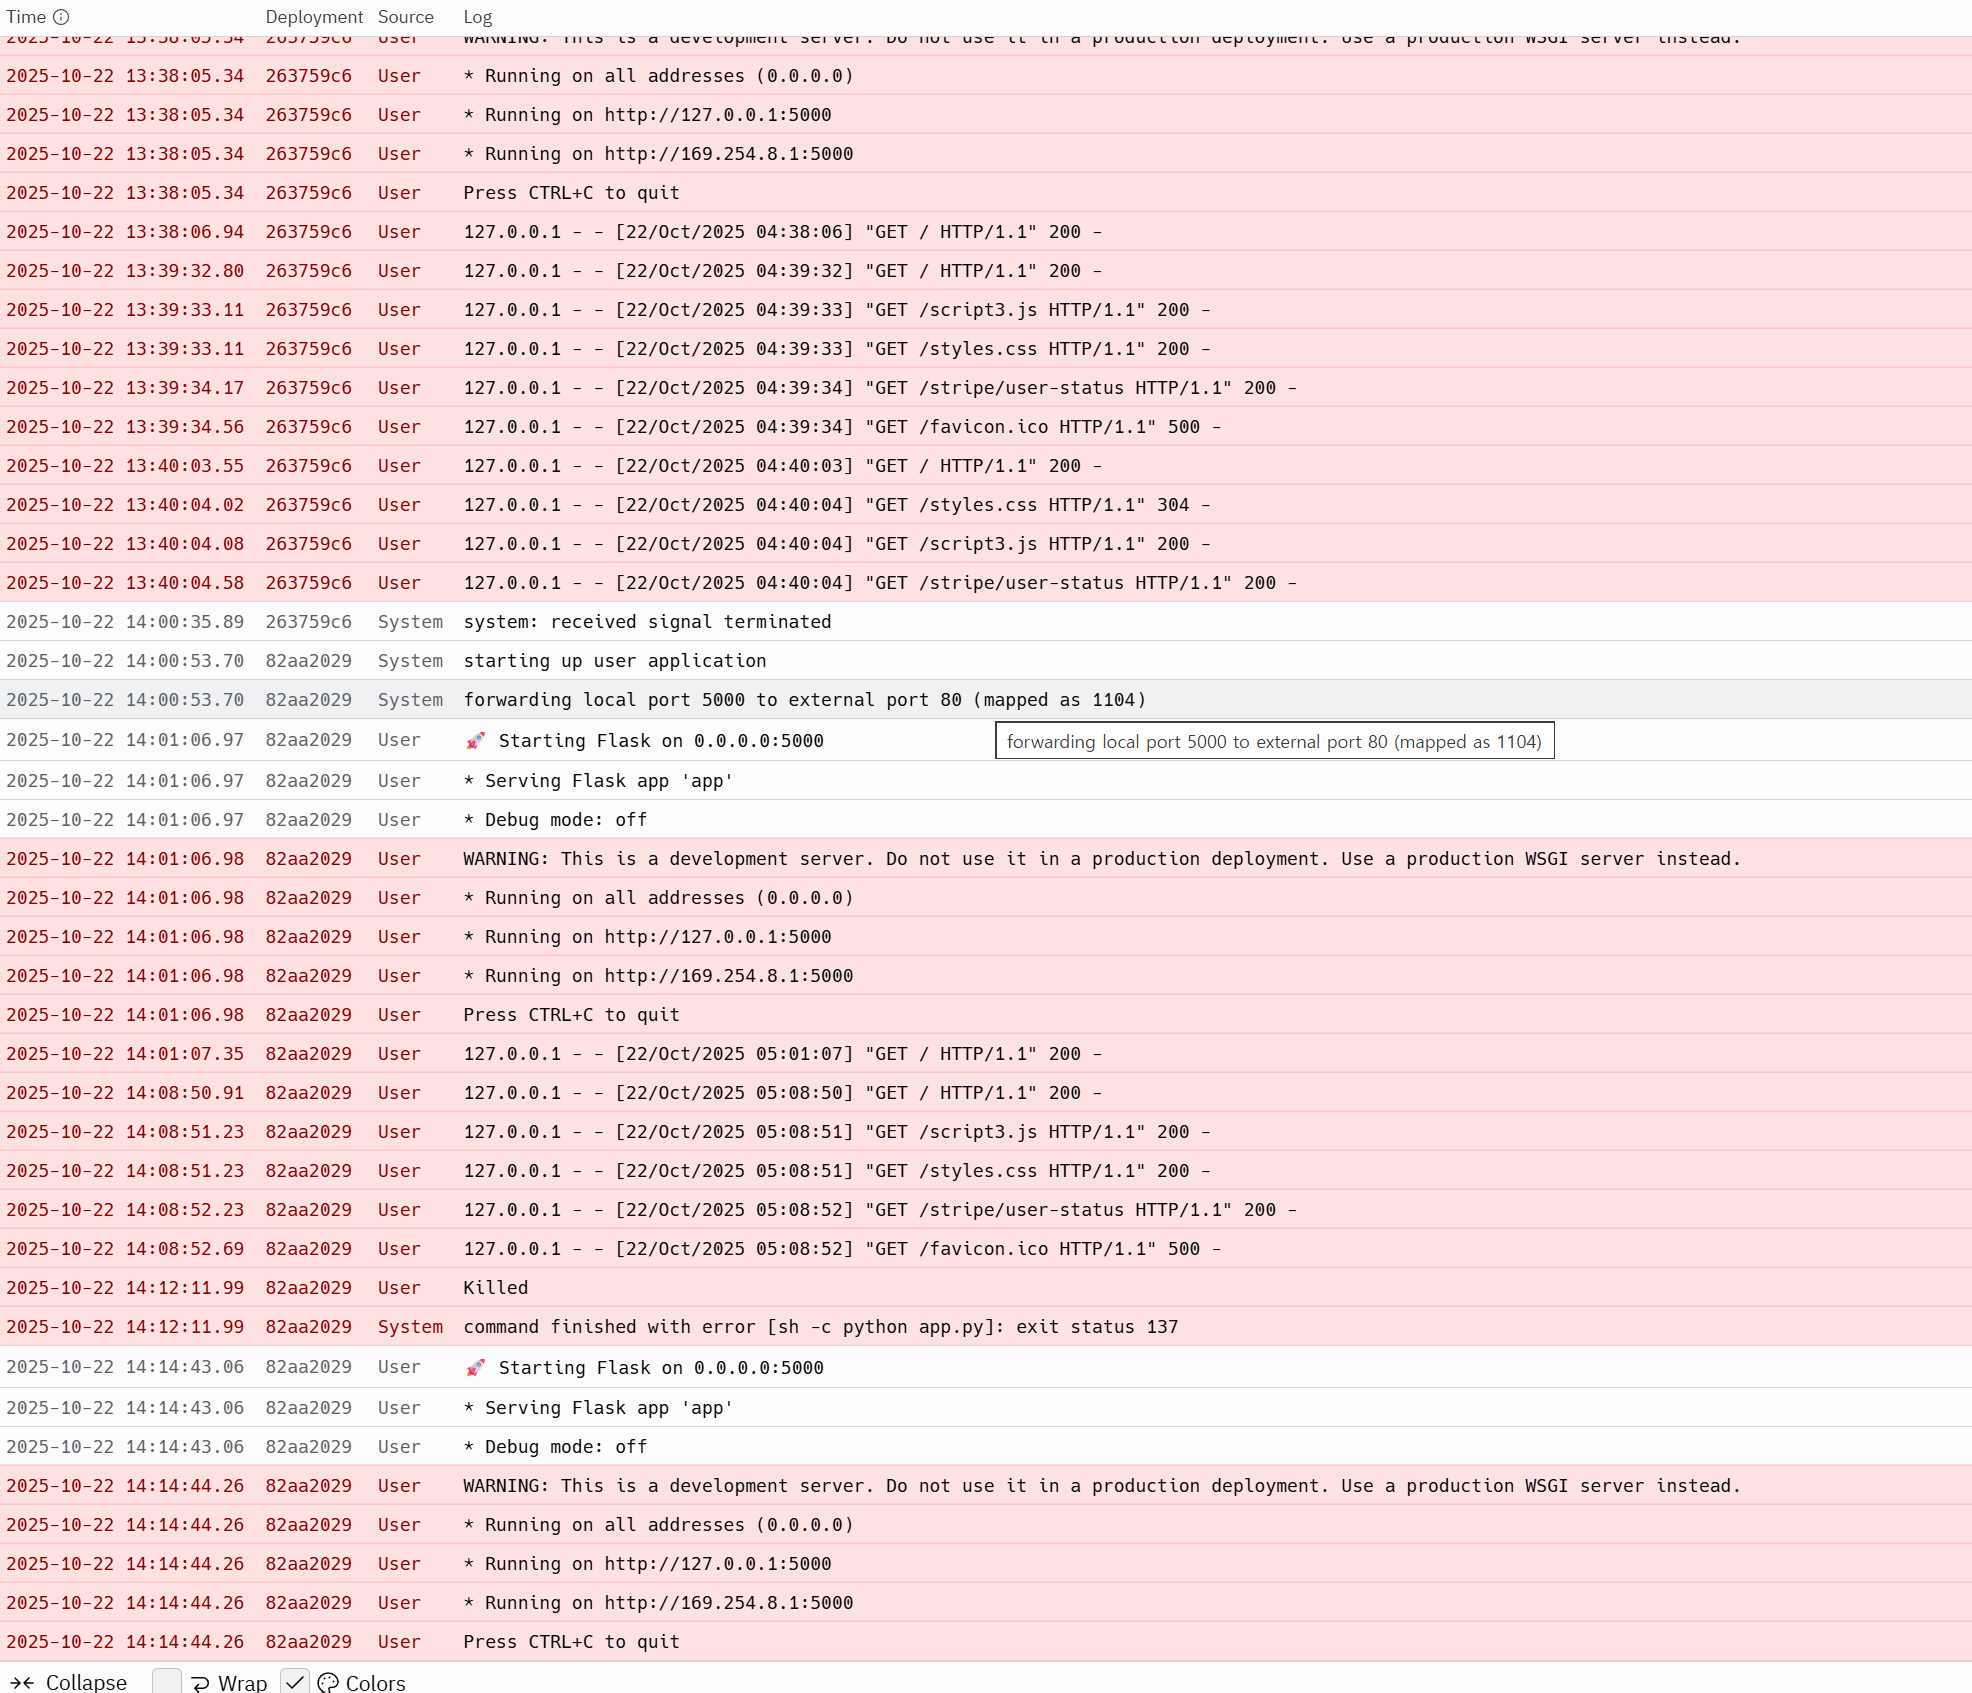 Time Deployment Source Log
2025-10-22 13:38:05.34 263759c6 User WARNING: This is a development server. Do not use it in a production deployment. Use a production WSGI server instead.
2025-10-22 13:38:05.34 263759c6 User * Running on all addresses (0.0.0.0)
2025-10-22 13:38:05.34 263759c6 User * Running on http://127.0.0.1:5000
2025-10-22 13:38:05.34 263759c6 User * Running on http://169.254.8.1:5000
2025-10-22 13:38:05.34 263759c6 User Press CTRL+C to quit
2025-10-22 13:38:06.94 263759c6 User 127.0.0.1 - - [22/Oct/2025 04:38:06] "GET / HTTP/1.1" 200 -
2025-10-22 13:39:32.80 263759c6 User 127.0.0.1 - - [22/Oct/2025 04:39:32] "GET / HTTP/1.1" 200 -
2025-10-22 13:39:33.11 263759c6 User 127.0.0.1 - - [22/Oct/2025 04:39:33] "GET /script3.js HTTP/1.1" 200 -
2025-10-22 13:39:33.11 263759c6 User 127.0.0.1 - - [22/Oct/2025 04:39:33] "GET /styles.css HTTP/1.1" 200 -
2025-10-22 13:39:34.17 263759c6 User 127.0.0.1 - - [22/Oct/2025 04:39:34] "GET /stripe/user-status HTTP/1.1" 200 -
2025-10-22 13:39:34.56 263759c6 User 127.0.0.1 - - [22/Oct/2025 04:39:34] "GET /favicon.ico HTTP/1.1" 500 -
2025-10-22 13:40:03.55 263759c6 User 127.0.0.1 - - [22/Oct/2025 04:40:03] "GET / HTTP/1.1" 200 -
2025-10-22 13:40:04.02 263759c6 User 127.0.0.1 - - [22/Oct/2025 04:40:04] "GET /styles.css HTTP/1.1" 304 -
2025-10-22 13:40:04.08 263759c6 User 127.0.0.1 - - [22/Oct/2025 04:40:04] "GET /script3.js HTTP/1.1" 200 -
2025-10-22 13:40:04.58 263759c6 User 127.0.0.1 - - [22/Oct/2025 04:40:04] "GET /stripe/user-status HTTP/1.1" 200 -
2025-10-22 14:00:35.89 263759c6 System system: received signal terminated
2025-10-22 14:00:53.70 82aa2029 System starting up user application
2025-10-22 14:00:53.70 82aa2029 System forwarding local port 5000 to external port 80 (mapped as 1104)
2025-10-22 14:01:06.97 82aa2029 User 🚀 Starting Flask on 0.0.0.0:5000
forwarding local port 5000 to external port 80 (mapped as 1104)
2025-10-22 14:01:06.97 82aa2029 User * Serving Flask app 'app'
2025-10-22 14:01:06.97 82aa2029 User * Debug mode: off
2025-10-22 14:01:06.98 82aa2029 User WARNING: This is a development server. Do not use it in a production deployment. Use a production WSGI server instead.
2025-10-22 14:01:06.98 82aa2029 User * Running on all addresses (0.0.0.0)
2025-10-22 14:01:06.98 82aa2029 User * Running on http://127.0.0.1:5000
2025-10-22 14:01:06.98 82aa2029 User * Running on http://169.254.8.1:5000
2025-10-22 14:01:06.98 82aa2029 User Press CTRL+C to quit
2025-10-22 14:01:07.35 82aa2029 User 127.0.0.1 - - [22/Oct/2025 05:01:07] "GET / HTTP/1.1" 200 -
2025-10-22 14:08:50.91 82aa2029 User 127.0.0.1 - - [22/Oct/2025 05:08:50] "GET / HTTP/1.1" 200 -
2025-10-22 14:08:51.23 82aa2029 User 127.0.0.1 - - [22/Oct/2025 05:08:51] "GET /script3.js HTTP/1.1" 200 -
2025-10-22 14:08:51.23 82aa2029 User 127.0.0.1 - - [22/Oct/2025 05:08:51] "GET /styles.css HTTP/1.1" 200 -
2025-10-22 14:08:52.23 82aa2029 User 127.0.0.1 - - [22/Oct/2025 05:08:52] "GET /stripe/user-status HTTP/1.1" 200 -
2025-10-22 14:08:52.69 82aa2029 User 127.0.0.1 - - [22/Oct/2025 05:08:52] "GET /favicon.ico HTTP/1.1" 500 -
2025-10-22 14:12:11.99 82aa2029 User Killed
2025-10-22 14:12:11.99 82aa2029 System command finished with error [sh -c python app.py]: exit status 137
2025-10-22 14:14:43.06 82aa2029 User 🚀 Starting Flask on 0.0.0.0:5000
2025-10-22 14:14:43.06 82aa2029 User * Serving Flask app 'app'
2025-10-22 14:14:43.06 82aa2029 User * Debug mode: off
2025-10-22 14:14:44.26 82aa2029 User WARNING: This is a development server. Do not use it in a production deployment. Use a production WSGI server instead.
2025-10-22 14:14:44.26 82aa2029 User * Running on all addresses (0.0.0.0)
2025-10-22 14:14:44.26 82aa2029 User * Running on http://127.0.0.1:5000
2025-10-22 14:14:44.26 82aa2029 User * Running on http://169.254.8.1:5000
2025-10-22 14:14:44.26 82aa2029 User Press CTRL+C to quit
Collapse Wrap Colors